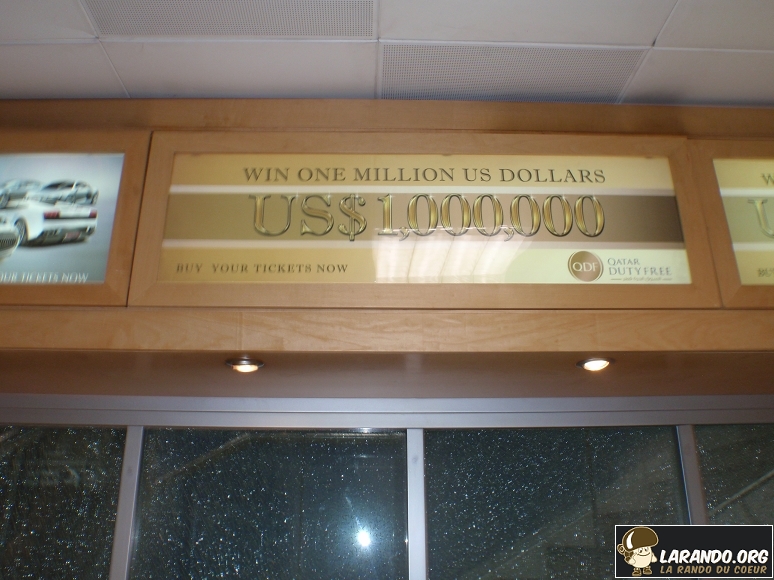 WIN ONE MILLION US DOLLARS
US$1,000,000
BUY YOUR TICKETS NOW
QDF
QATAR
DUTY FREE
TICKETS NOW
LARANDO.ORG
LA RANDO DU COEUR